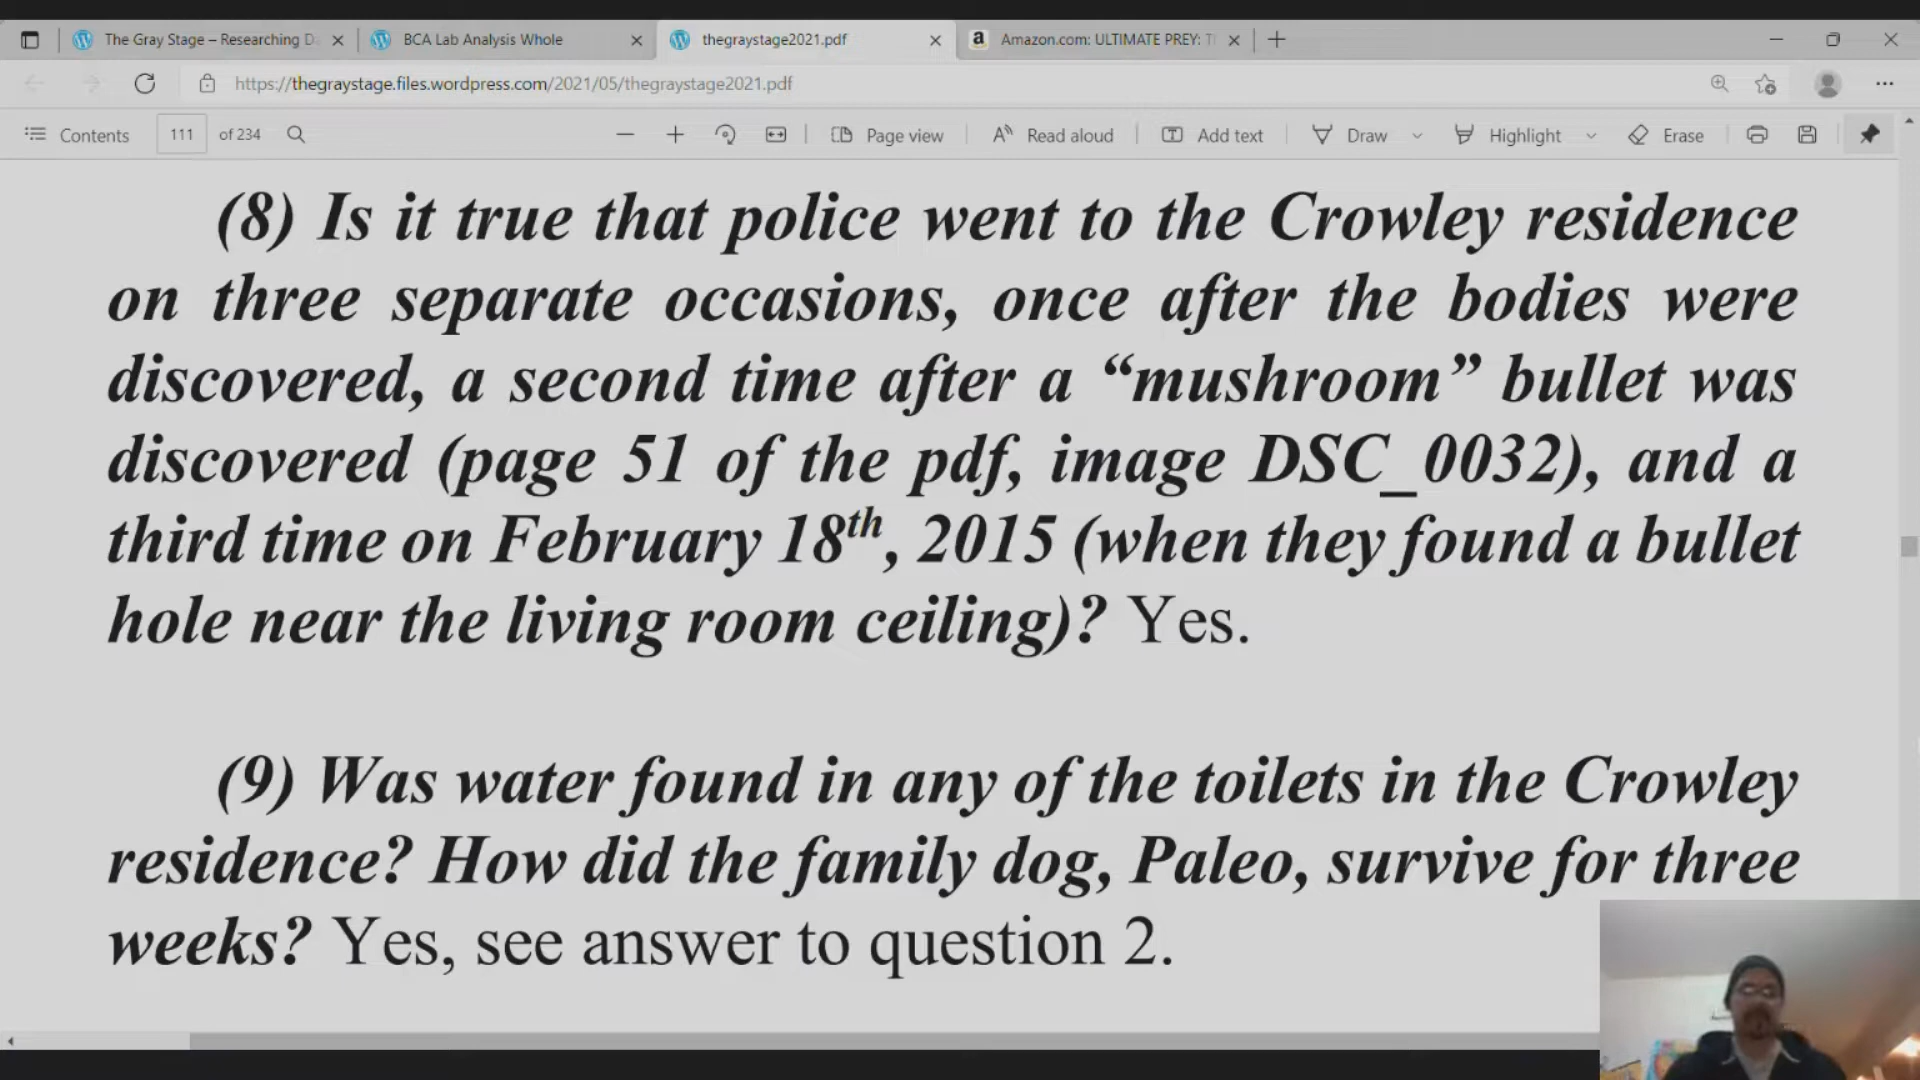 The Gray Stage – Researching D
BCA Lab Analysis Whole
thegraystage2021.pdf
Amazon.com: ULTIMATE PREY: T
https://thegraystage.files.wordpress.com/2021/05/thegraystage2021.pdf
Contents 111 of 234 Page view Read aloud Add text Draw Highlight Erase
(8) Is it true that police went to the Crowley residence
on three separate occasions, once after the bodies were
discovered, a second time after a “mushroom” bullet was
discovered (page 51 of the pdf, image DSC_0032), and a
third time on February 18th, 2015 (when they found a bullet
hole near the living room ceiling)? Yes.
(9) Was water found in any of the toilets in the Crowley
residence? How did the family dog, Paleo, survive for three
weeks? Yes, see answer to question 2.